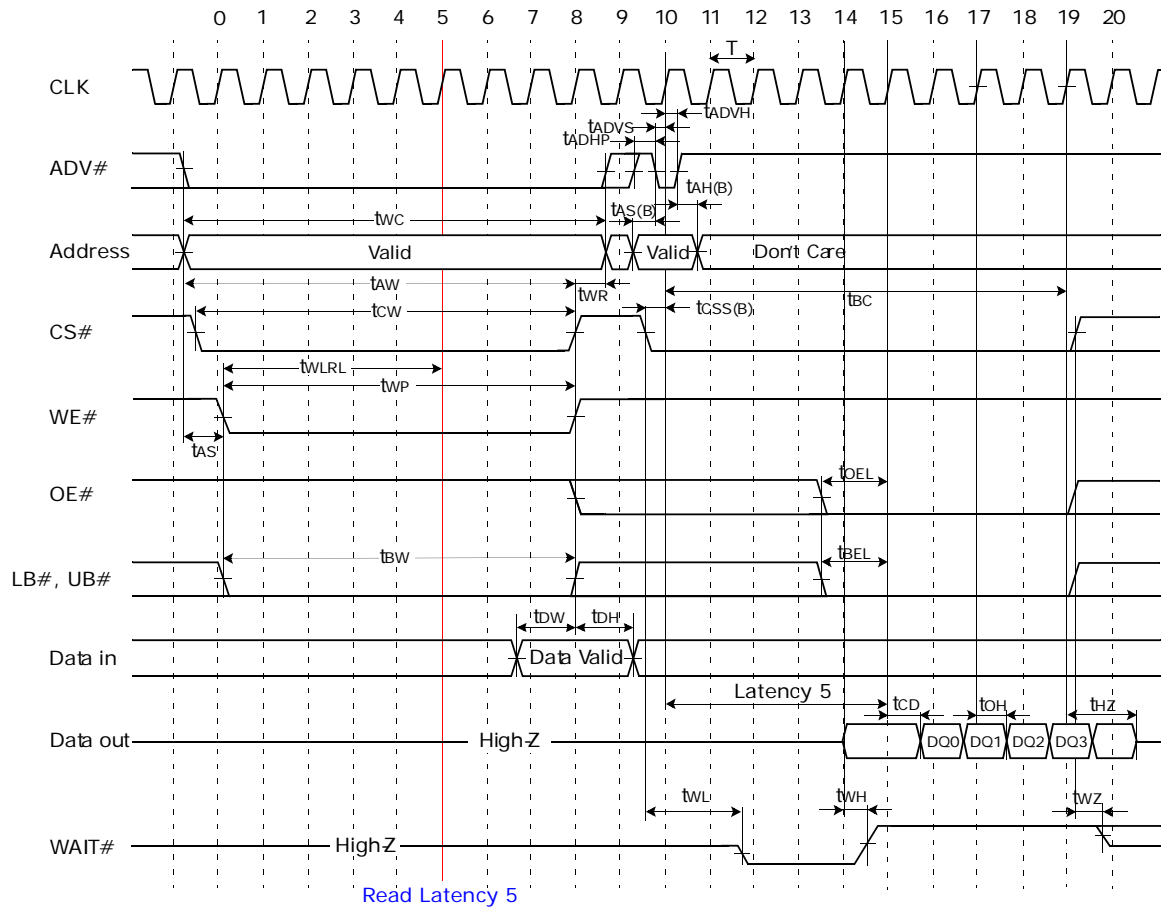 0 1 2 3 4 5 6 7 8 9 10 11 12 13 14 15 16 17 18 19 20
T
CLK
tADVH
tADVS
tADHP
ADV#
tAH(B)
tAS(B)
tWC
Address
Valid
Valid
Don't Care
tAW
tWR
tBC
tCSS(B)
tCW
CS#
tWLRL
tWP
WE#
tAS
tOEL
OE#
tBW
tBEL
LB#, UB#
tDW
tDH
Data in
Data Valid
Latency 5
tCD
tOH
tHZ
Data out
High-Z
DQ0 DQ1 DQ2 DQ3
tWL
tWH
tWZ
WAIT#
High-Z
Read Latency 5